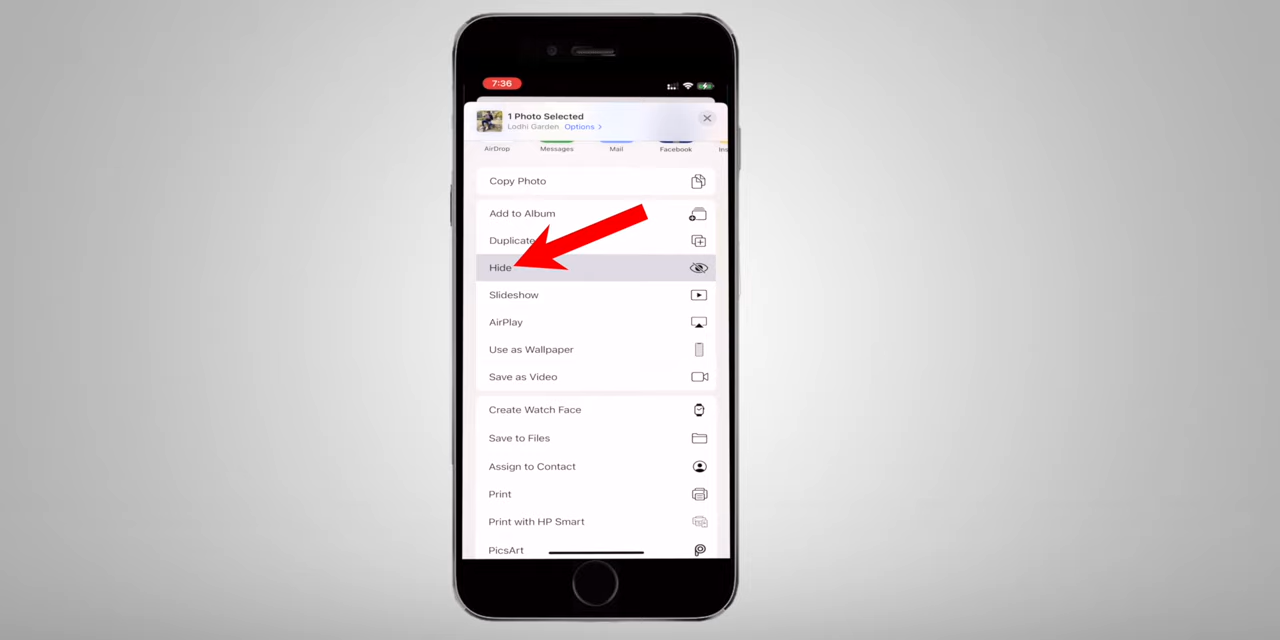 7:36
1 Photo Selected
Lodhi Garden Options >
AirDrop Messages Mail Facebook Ins
Copy Photo
Add to Album
Duplicate
Hide
Slideshow
AirPlay
Use as Wallpaper
Save as Video
Create Watch Face
Save to Files
Assign to Contact
Print
Print with HP Smart
PicsArt